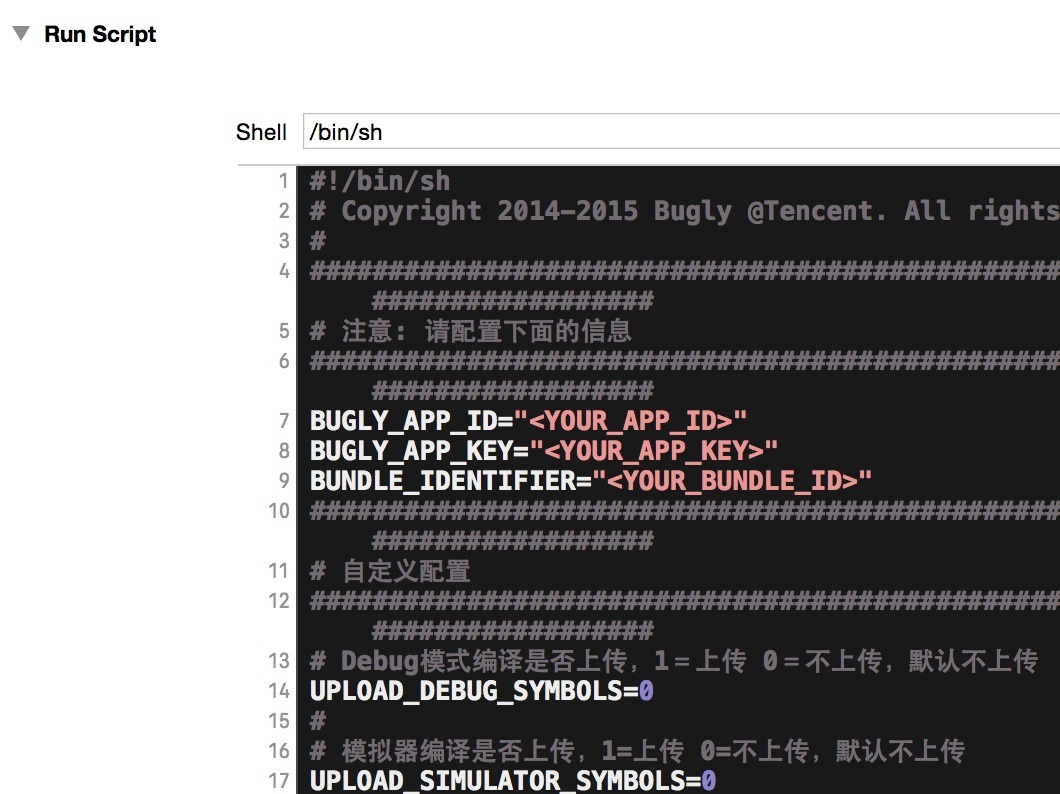 Run Script
Shell /bin/sh
1 #!/bin/sh
2 # Copyright 2014-2015 Bugly @Tencent. All rights
3 #
4 ################################################
##################
5 # 注意: 请配置下面的信息
6 ################################################
##################
7 BUGLY_APP_ID="<YOUR_APP_ID>"
8 BUGLY_APP_KEY="<YOUR_APP_KEY>"
9 BUNDLE_IDENTIFIER="<YOUR_BUNDLE_ID>"
10 ################################################
##################
11 # 自定义配置
12 ################################################
##################
13 # Debug模式编译是否上传，1＝上传 0＝不上传，默认不上传
14 UPLOAD_DEBUG_SYMBOLS=0
15 #
16 # 模拟器编译是否上传，1=上传 0=不上传，默认不上传
17 UPLOAD_SIMULATOR_SYMBOLS=0